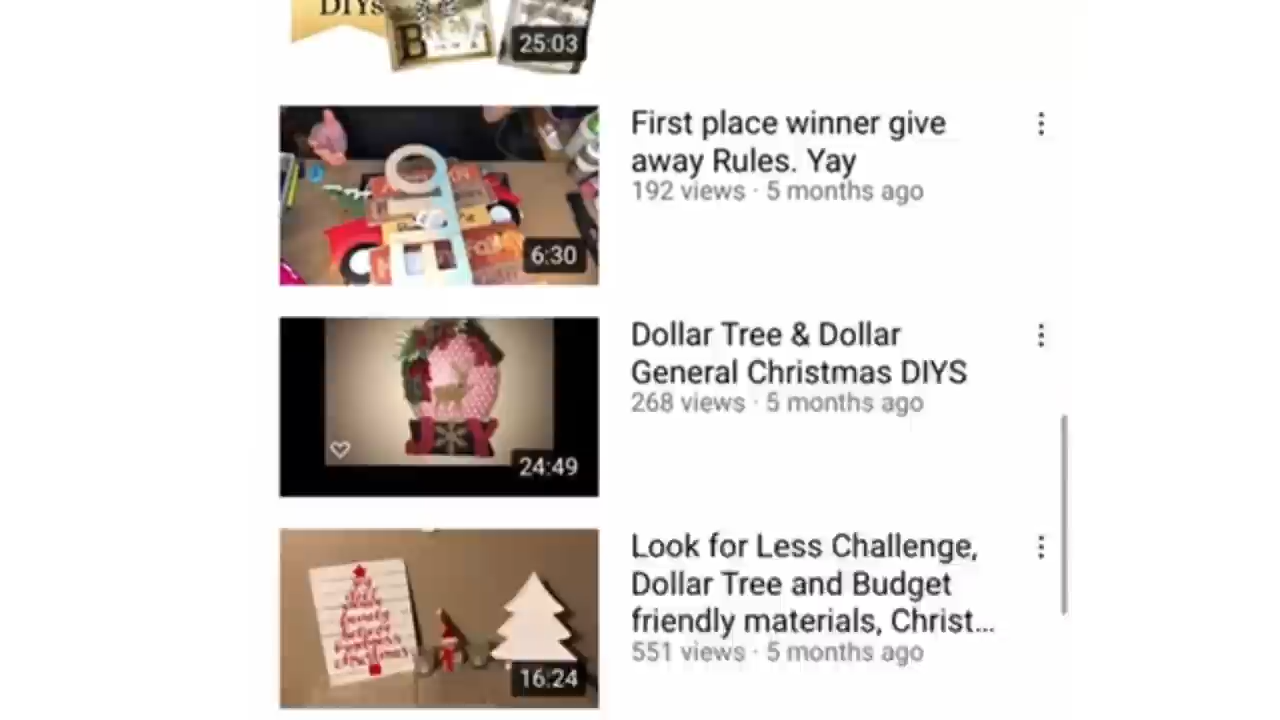 DIYs
25:03
First place winner give
away Rules. Yay
192 views · 5 months ago
6:30
Dollar Tree & Dollar
General Christmas DIYS
268 views · 5 months ago
24:49
Look for Less Challenge,
Dollar Tree and Budget
friendly materials, Christ...
551 views · 5 months ago
christmas
16:24